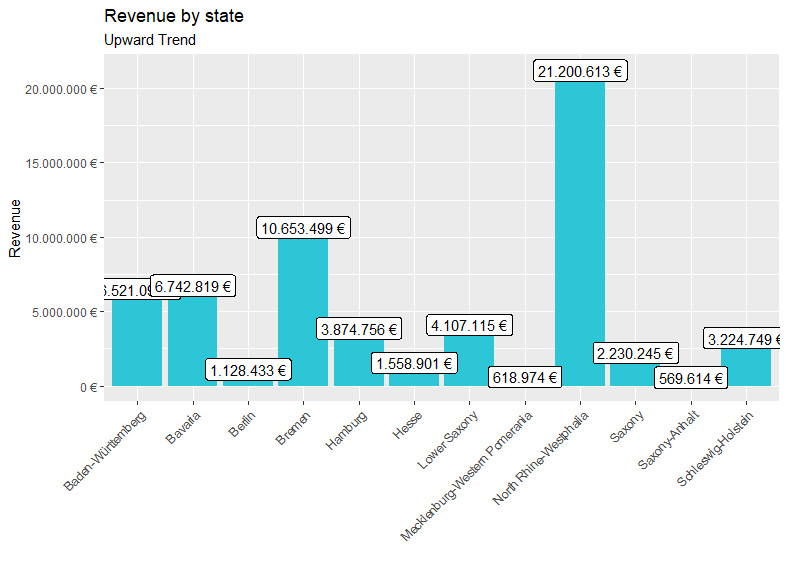 Revenue by state
Upward Trend
Revenue
20.000.000 €
15.000.000 €
10.000.000 €
5.000.000 €
0 €
6.742.819 €
1.128.433 €
10.653.499 €
3.874.756 €
1.558.901 €
4.107.115 €
618.974 €
21.200.613 €
2.230.245 €
569.614 €
3.224.749 €
Baden-Württemberg
Bavaria
Berlin
Bremen
Hamburg
Hesse
Lower Saxony
Mecklenburg-Western Pomerania
North Rhine-Westphalia
Saxony
Saxony-Anhalt
Schleswig-Holstein